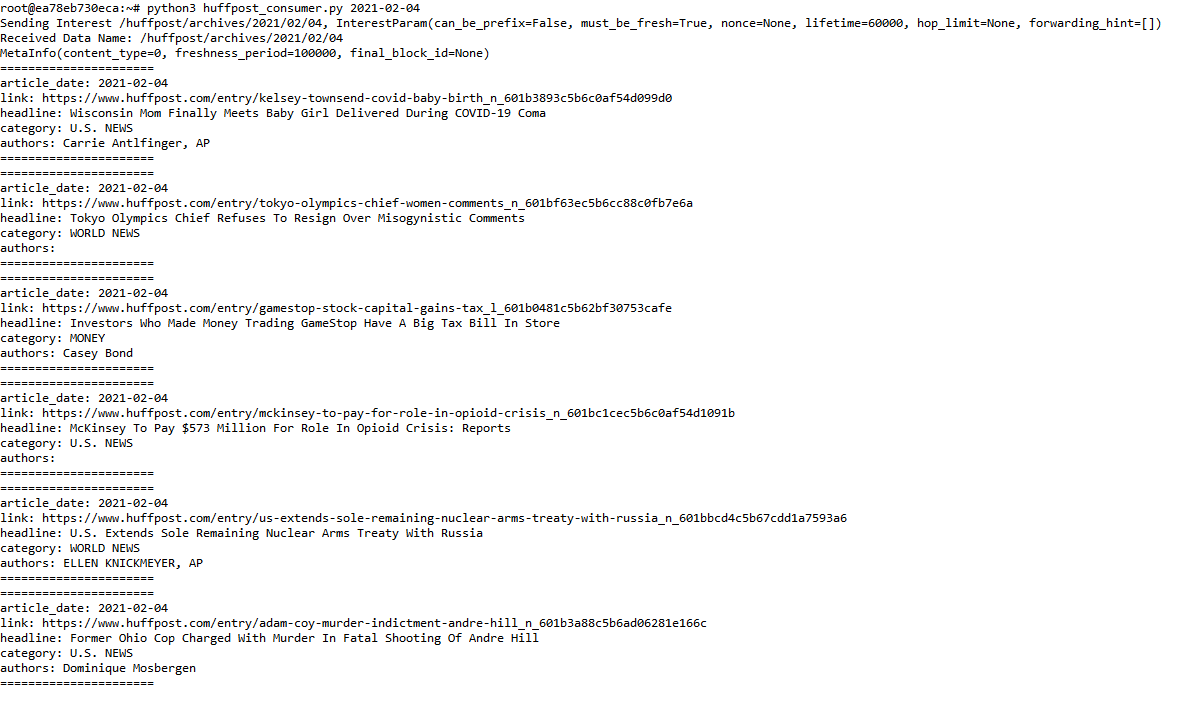 root@ea78eb730eca:~# python3 huffpost_consumer.py 2021-02-04
Sending Interest /huffpost/archives/2021/02/04, InterestParam(can_be_prefix=False, must_be_fresh=True, nonce=None, lifetime=60000, hop_limit=None, forwarding_hint=[])
Received Data Name: /huffpost/archives/2021/02/04
MetaInfo(content_type=0, freshness_period=100000, final_block_id=None)
======================
article_date: 2021-02-04
link: https://www.huffpost.com/entry/kelsey-townsend-covid-baby-birth_n_601b3893c5b6c0af54d099d0
headline: Wisconsin Mom Finally Meets Baby Girl Delivered During COVID-19 Coma
category: U.S. NEWS
authors: Carrie Antlfinger, AP
======================
======================
article_date: 2021-02-04
link: https://www.huffpost.com/entry/tokyo-olympics-chief-women-comments_n_601bf63ec5b6cc88c0fb7e6a
headline: Tokyo Olympics Chief Refuses To Resign Over Misogynistic Comments
category: WORLD NEWS
authors:
======================
======================
article_date: 2021-02-04
link: https://www.huffpost.com/entry/gamestop-stock-capital-gains-tax_l_601b0481c5b62bf30753cafe
headline: Investors Who Made Money Trading GameStop Have A Big Tax Bill In Store
category: MONEY
authors: Casey Bond
======================
======================
article_date: 2021-02-04
link: https://www.huffpost.com/entry/mckinsey-to-pay-for-role-in-opioid-crisis_n_601bc1cec5b6c0af54d1091b
headline: McKinsey To Pay $573 Million For Role In Opioid Crisis: Reports
category: U.S. NEWS
authors:
======================
======================
article_date: 2021-02-04
link: https://www.huffpost.com/entry/us-extends-sole-remaining-nuclear-arms-treaty-with-russia_n_601bbcd4c5b67cdd1a7593a6
headline: U.S. Extends Sole Remaining Nuclear Arms Treaty With Russia
category: WORLD NEWS
authors: ELLEN KNICKMEYER, AP
======================
======================
article_date: 2021-02-04
link: https://www.huffpost.com/entry/adam-coy-murder-indictment-andre-hill_n_601b3a88c5b6ad06281e166c
headline: Former Ohio Cop Charged With Murder In Fatal Shooting Of Andre Hill
category: U.S. NEWS
authors: Dominique Mosbergen
======================